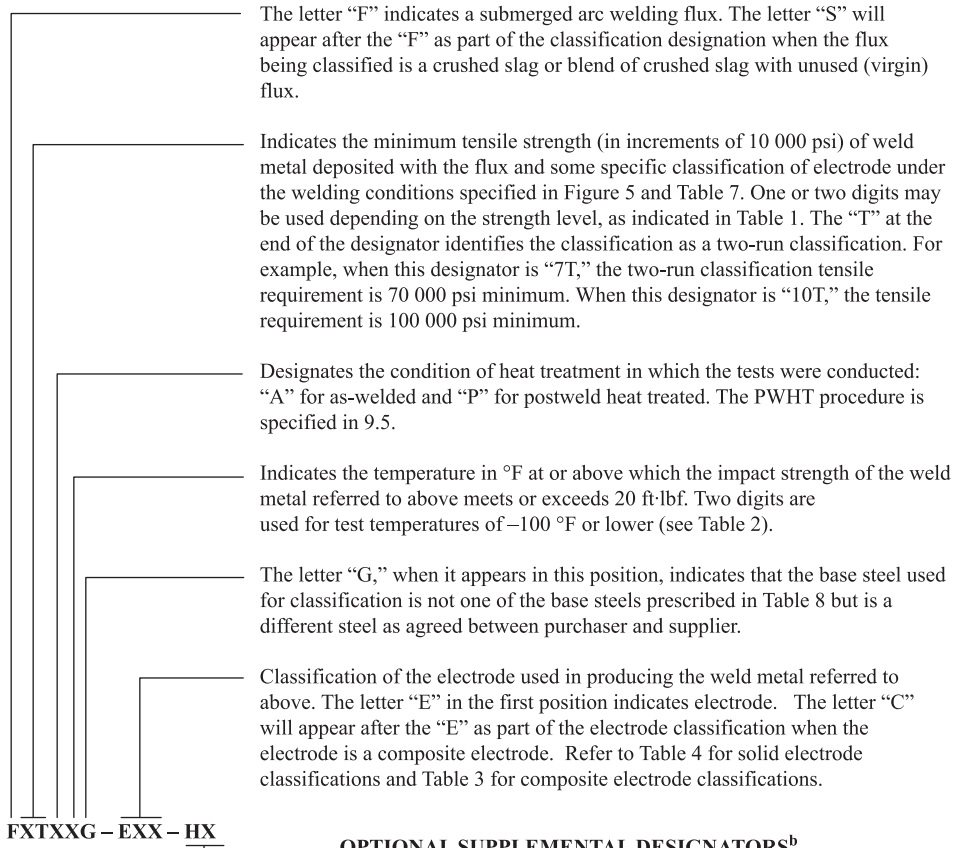 The letter “F” indicates a submerged arc welding flux. The letter “S” will
appear after the “F” as part of the classification designation when the flux
being classified is a crushed slag or blend of crushed slag with unused (virgin)
flux.
Indicates the minimum tensile strength (in increments of 10 000 psi) of weld
metal deposited with the flux and some specific classification of electrode under
the welding conditions specified in Figure 5 and Table 7. One or two digits may
be used depending on the strength level, as indicated in Table 1. The “T” at the
end of the designator identifies the classification as a two-run classification. For
example, when this designator is “7T,” the two-run classification tensile
requirement is 70 000 psi minimum. When this designator is “10T,” the tensile
requirement is 100 000 psi minimum.
Designates the condition of heat treatment in which the tests were conducted:
“A” for as-welded and “P” for postweld heat treated. The PWHT procedure is
specified in 9.5.
Indicates the temperature in °F at or above which the impact strength of the weld
metal referred to above meets or exceeds 20 ft·lbf. Two digits are
used for test temperatures of –100 °F or lower (see Table 2).
The letter “G,” when it appears in this position, indicates that the base steel used
for classification is not one of the base steels prescribed in Table 8 but is a
different steel as agreed between purchaser and supplier.
Classification of the electrode used in producing the weld metal referred to
above. The letter “E” in the first position indicates electrode. The letter “C”
will appear after the “E” as part of the electrode classification when the
electrode is a composite electrode. Refer to Table 4 for solid electrode
classifications and Table 3 for composite electrode classifications.
FXTXXG – EXX – HX
OPTIONAL SUPPLEMENTAL DESIGNATORSb